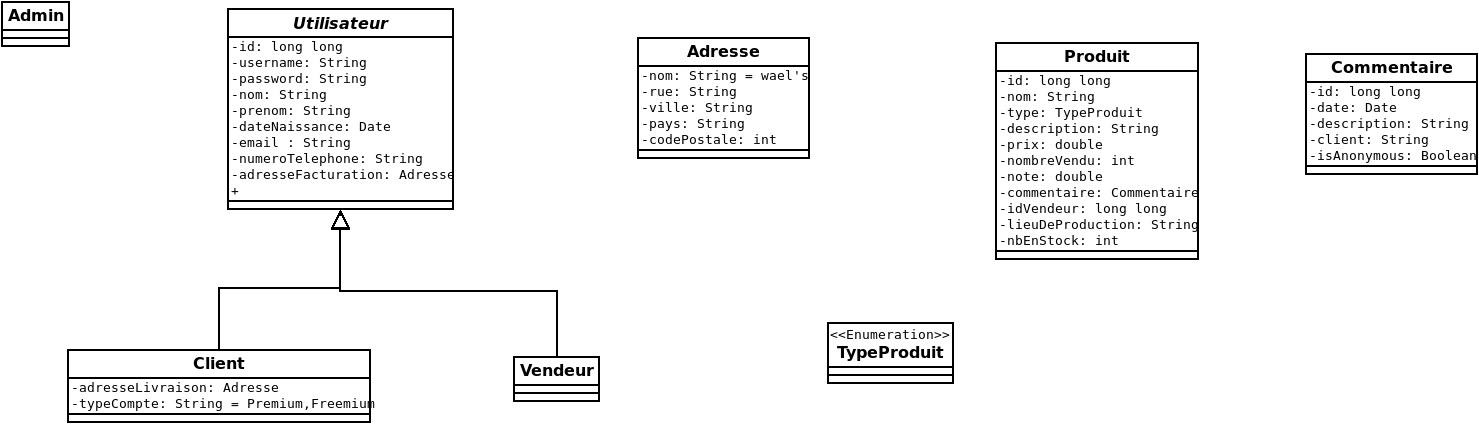 Admin
Utilisateur
-id: long long
-username: String
-password: String
-nom: String
-prenom: String
-dateNaissance: Date
-email : String
-numeroTelephone: String
-adresseFacturation: Adresse
+
Adresse
-nom: String = wael's
-rue: String
-ville: String
-pays: String
-codePostale: int
Produit
-id: long long
-nom: String
-type: TypeProduit
-description: String
-prix: double
-nombreVendu: int
-note: double
-commentaire: Commentaire
-idVendeur: long long
-lieuDeProduction: String
-nbEnStock: int
Commentaire
-id: long long
-date: Date
-description: String
-client: String
-isAnonymous: Boolean
Client
-adresseLivraison: Adresse
-typeCompte: String = Premium,Freemium
Vendeur
<<Enumeration>>
TypeProduit